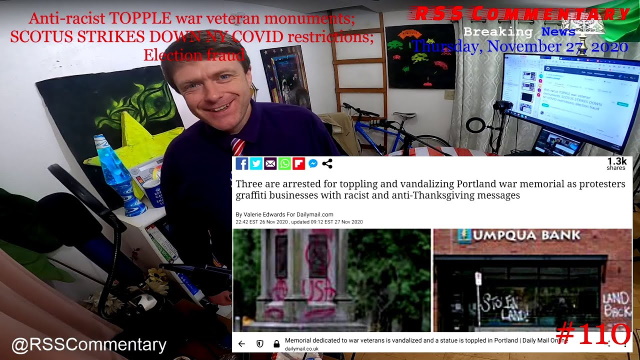 Anti-racist TOPPLE war veteran monuments;
SCOTUS STRIKES DOWN NY COVID restrictions;
Election fraud
RSS Commentary
Breaking News
Thursday, November 27, 2020
1.3k
shares
Three are arrested for toppling and vandalizing Portland war memorial as protesters
graffiti businesses with racist and anti-Thanksgiving messages
By Valerie Edwards For Dailymail.com
22:42 EST 26 Nov 2020 , updated 09:12 EST 27 Nov 2020
UMPQUA BANK
STOLEN
LAND
LAND
BACK
Memorial dedicated to war veterans is vandalized and a statue is toppled in Portland | Daily Mail Online
dailymail.co.uk
#110
@RSSCommentary